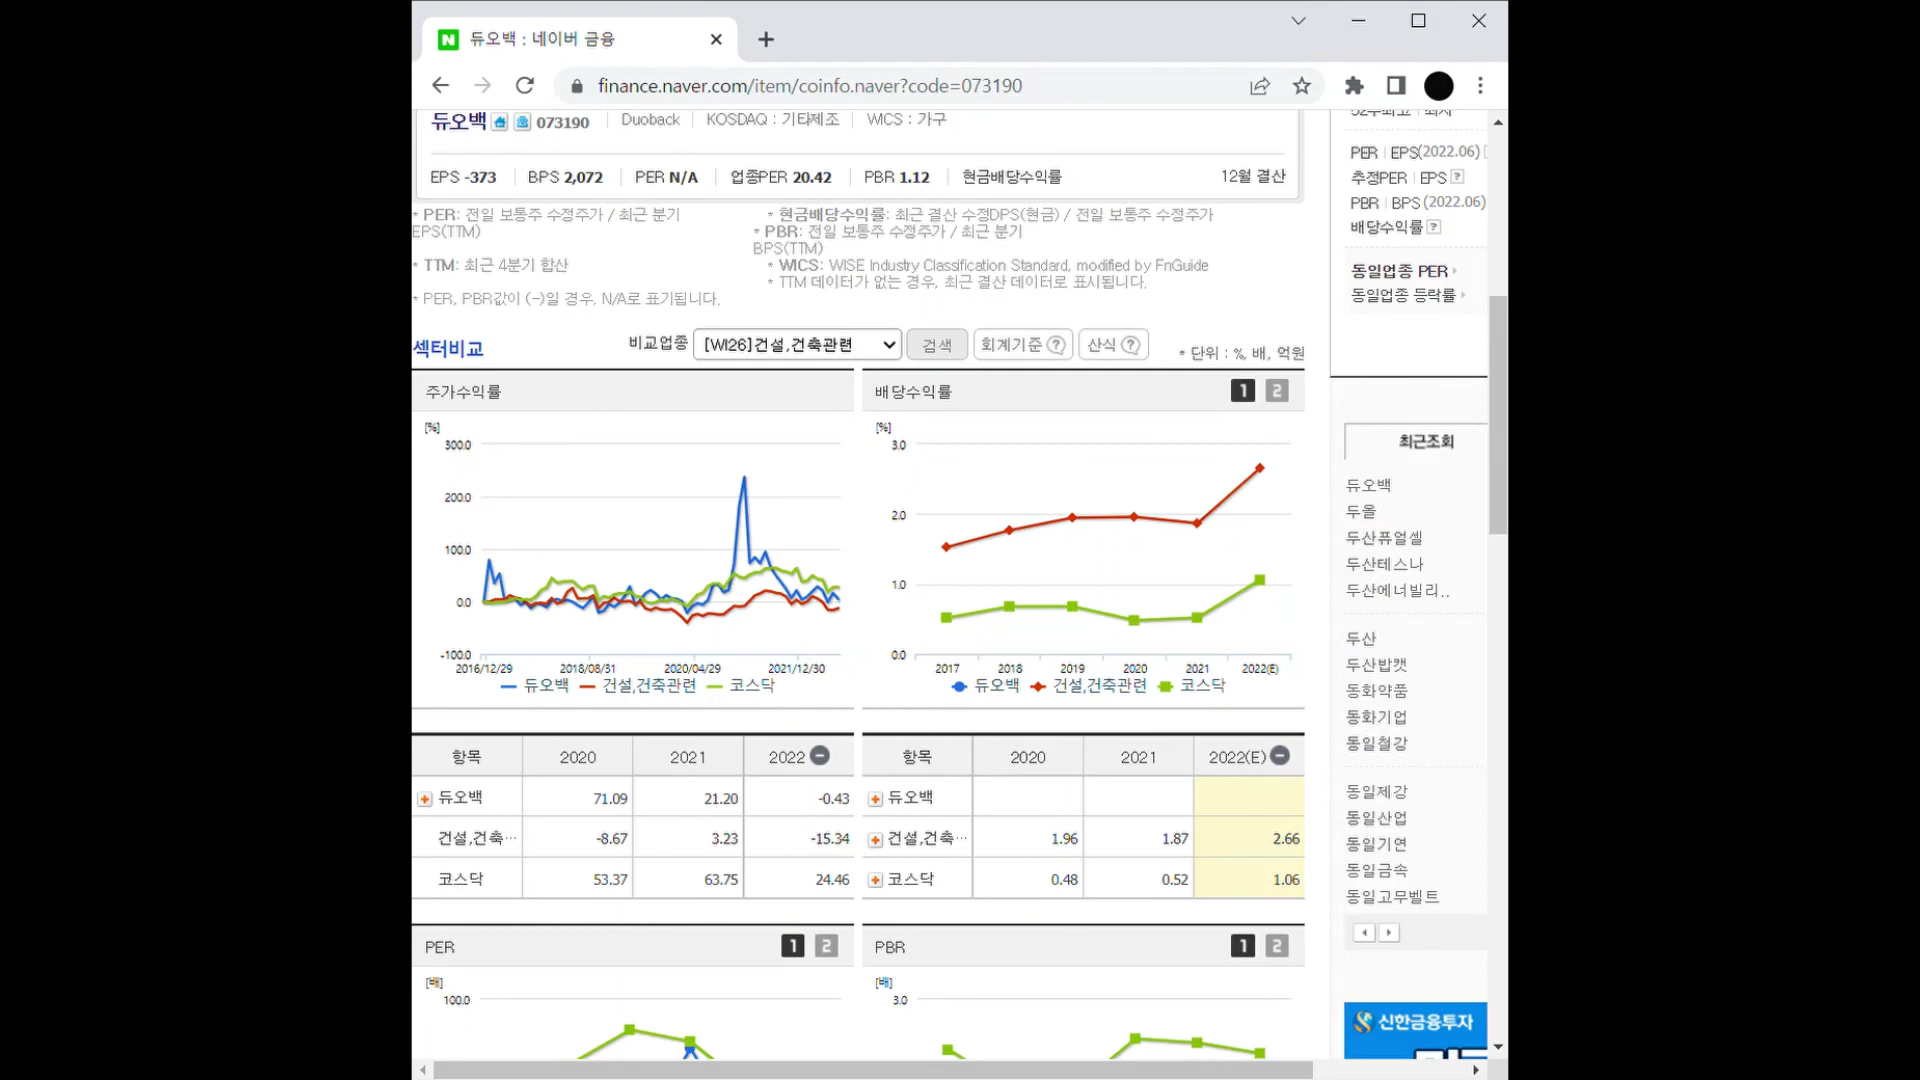 듀오백 : 네이버 금융
finance.naver.com/item/coinfo.naver?code=073190
듀오백 073190 Duoback KOSDAQ : 기타제조 WICS : 가구
EPS -373 BPS 2,072 PER N/A 업종PER 20.42 PBR 1.12 현금배당수익률 12월 결산
* PER: 전일 보통주 수정주가 / 최근 분기
EPS(TTM)
* TTM: 최근 4분기 합산
* PER, PBR값이 (-)일 경우, N/A로 표기됩니다.
* 현금배당수익률: 최근 결산 수정DPS(현금) / 전일 보통주 수정주가
* PBR: 전일 보통주 수정주가 / 최근 분기
BPS(TTM)
* WICS: WISE Industry Classification Standard, modified by FnGuide
* TTM 데이터가 없는 경우, 최근 결산 데이터로 표시됩니다.
섹터비교 비교업종 [WI26]건설,건축관련 검색 회계기준 ? 산식 ? * 단위 : %, 배, 억원
주가수익률
[%]
300.0
200.0
100.0
0.0
-100.0
2016/12/29 2018/08/31 2020/04/29 2021/12/30
듀오백 건설,건축관련 코스닥
배당수익률 1 2
[%]
3.0
2.0
1.0
0.0
2017 2018 2019 2020 2021 2022(E)
듀오백 건설,건축관련 코스닥
항목 2020 2021 2022
듀오백 71.09 21.20 -0.43
건설,건축… -8.67 3.23 -15.34
코스닥 53.37 63.75 24.46
항목 2020 2021 2022(E)
듀오백
건설,건축… 1.96 1.87 2.66
코스닥 0.48 0.52 1.06
PER 1 2
[배]
100.0
PBR 1 2
[배]
3.0
PER EPS(2022.06)
추정PER EPS ?
PBR BPS (2022.06)
배당수익률 ?
동일업종 PER
동일업종 등락률
최근조회
듀오백
두올
두산퓨얼셀
두산테스나
두산에너빌리..
두산
두산밥캣
동화약품
동화기업
동일철강
동일제강
동일산업
동일기연
동일금속
동일고무벨트
신한금융투자